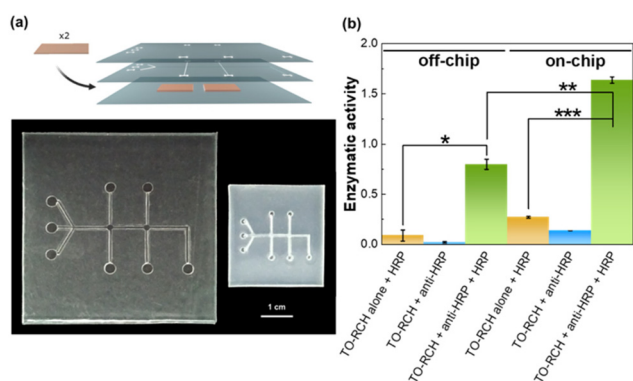 (a)
x2
1 cm
(b)
Enzymatic activity
2.0
1.5
1.0
0.5
0.0
off-chip
on-chip
*
**
***
TO-RCH alone + HRP
TO-RCH + anti-HRP
TO-RCH + anti-HRP + HRP
TO-RCH alone + HRP
TO-RCH + anti-HRP
TO-RCH + anti-HRP + HRP